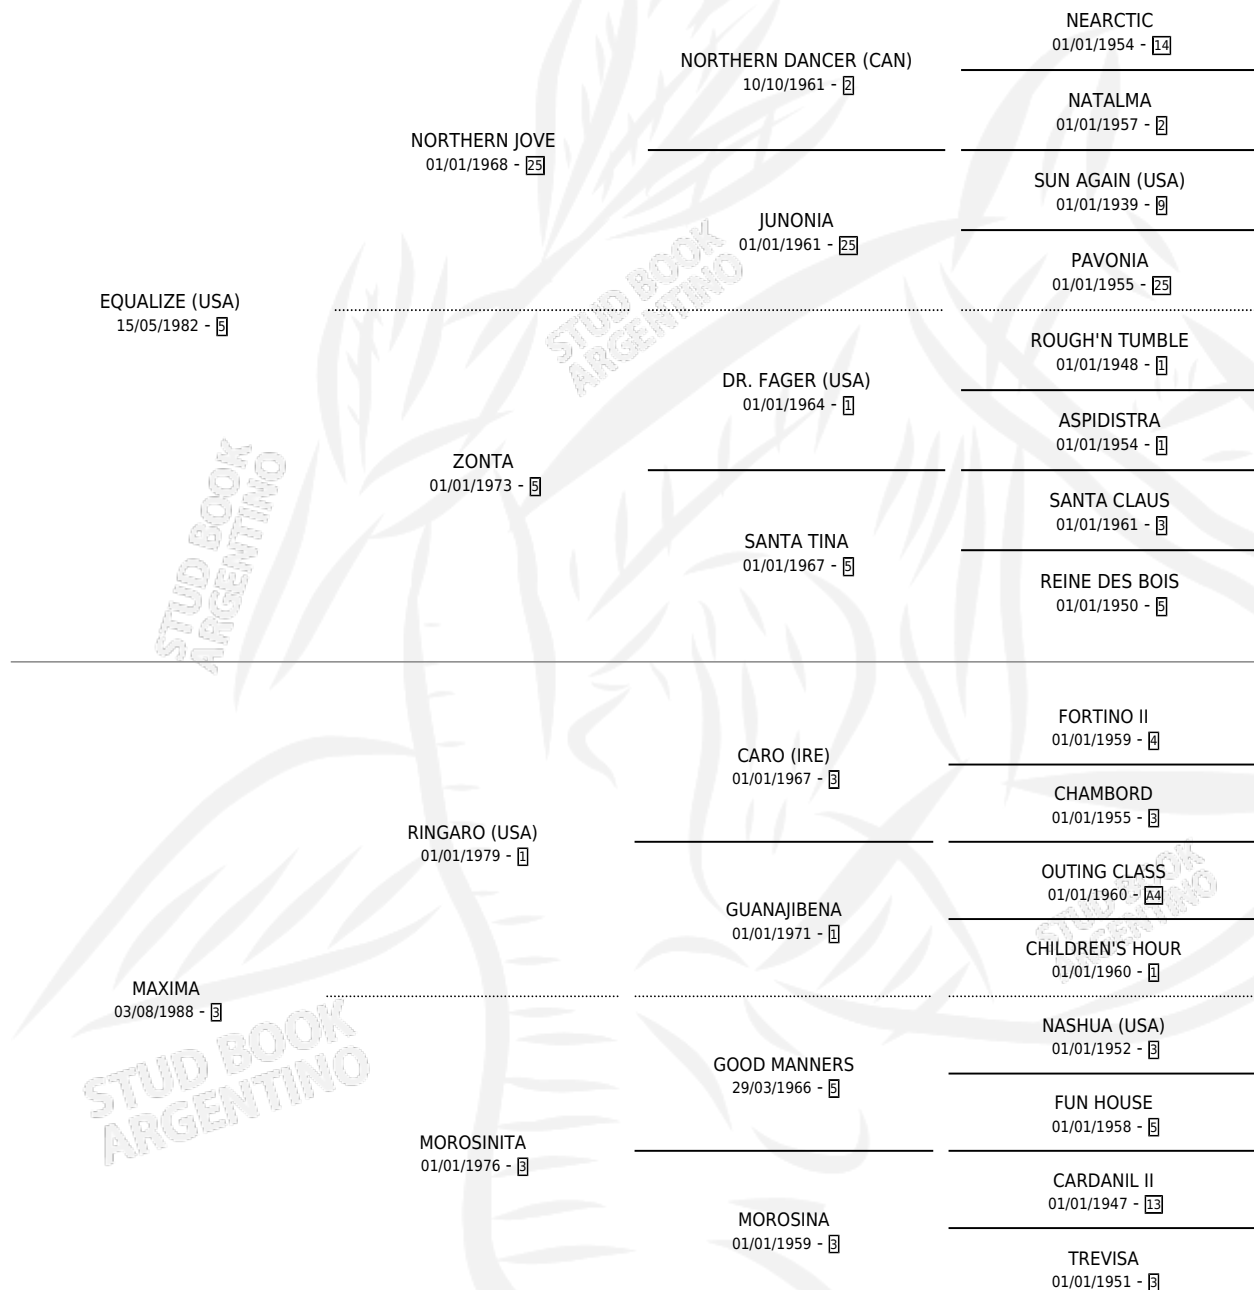 NEARCTIC
01/01/1954 - 14
NORTHERN DANCER (CAN)
10/10/1961 - 2
NATALMA
01/01/1957 - 2
NORTHERN JOVE
01/01/1968 - 25
SUN AGAIN (USA)
01/01/1939 - 9
JUNONIA
01/01/1961 - 25
PAVONIA
01/01/1955 - 25
EQUALIZE (USA)
15/05/1982 - 5
STUD BOOK
ARGENTINO
ROUGH'N TUMBLE
01/01/1948 - 1
DR. FAGER (USA)
01/01/1964 - 1
ASPIDISTRA
01/01/1954 - 1
ZONTA
01/01/1973 - 5
SANTA CLAUS
01/01/1961 - 3
SANTA TINA
01/01/1967 - 5
REINE DES BOIS
01/01/1950 - 5
STUD BOOK
ARGENTINO
FORTINO II
01/01/1959 - 4
CARO (IRE)
01/01/1967 - 3
CHAMBORD
01/01/1955 - 3
RINGARO (USA)
01/01/1979 - 1
OUTING CLASS
01/01/1960 - A4
GUANAJIBENA
01/01/1971 - 1
STUD BOOK
ARGENTINO
CHILDREN'S HOUR
01/01/1960 - 1
MAXIMA
03/08/1988 - 3
NASHUA (USA)
01/01/1952 - 3
GOOD MANNERS
29/03/1966 - 5
STUD BOOK
ARGENTINO
FUN HOUSE
01/01/1958 - 5
MOROSINITA
01/01/1976 - 3
CARDANIL II
01/01/1947 - 13
MOROSINA
01/01/1959 - 3
TREVISA
01/01/1951 - 3